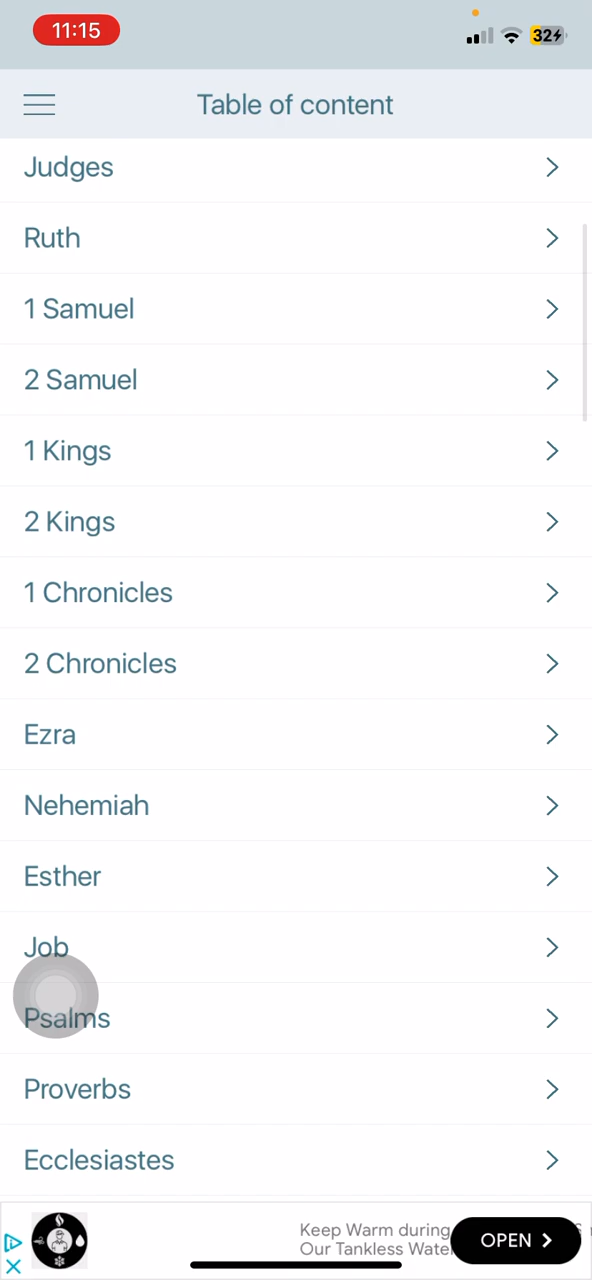 11:15
32
Table of content
Judges
Ruth
1 Samuel
2 Samuel
1 Kings
2 Kings
1 Chronicles
2 Chronicles
Ezra
Nehemiah
Esther
Job
Psalms
Proverbs
Ecclesiastes
Keep Warm during
Our Tankless Wate
OPEN